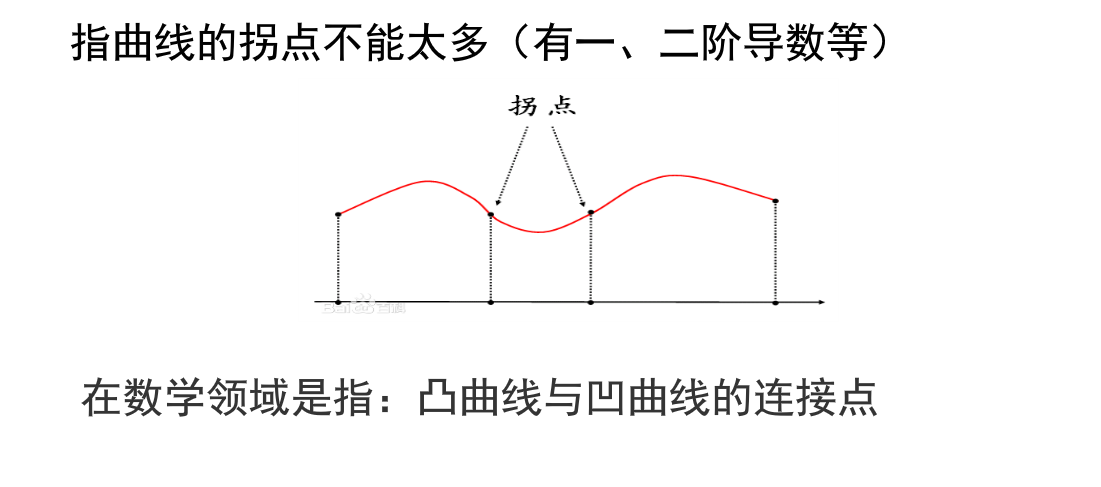 指曲线的拐点不能太多（有一、二阶导数等）
拐点
Bai百科
在数学领域是指：凸曲线与凹曲线的连接点